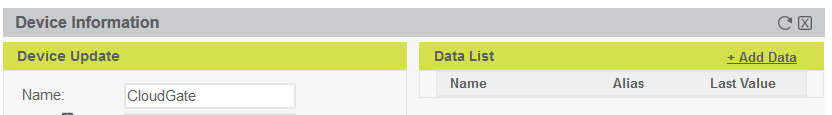 Device Information
Device Update
Name: CloudGate
Data List + Add Data
Name Alias Last Value